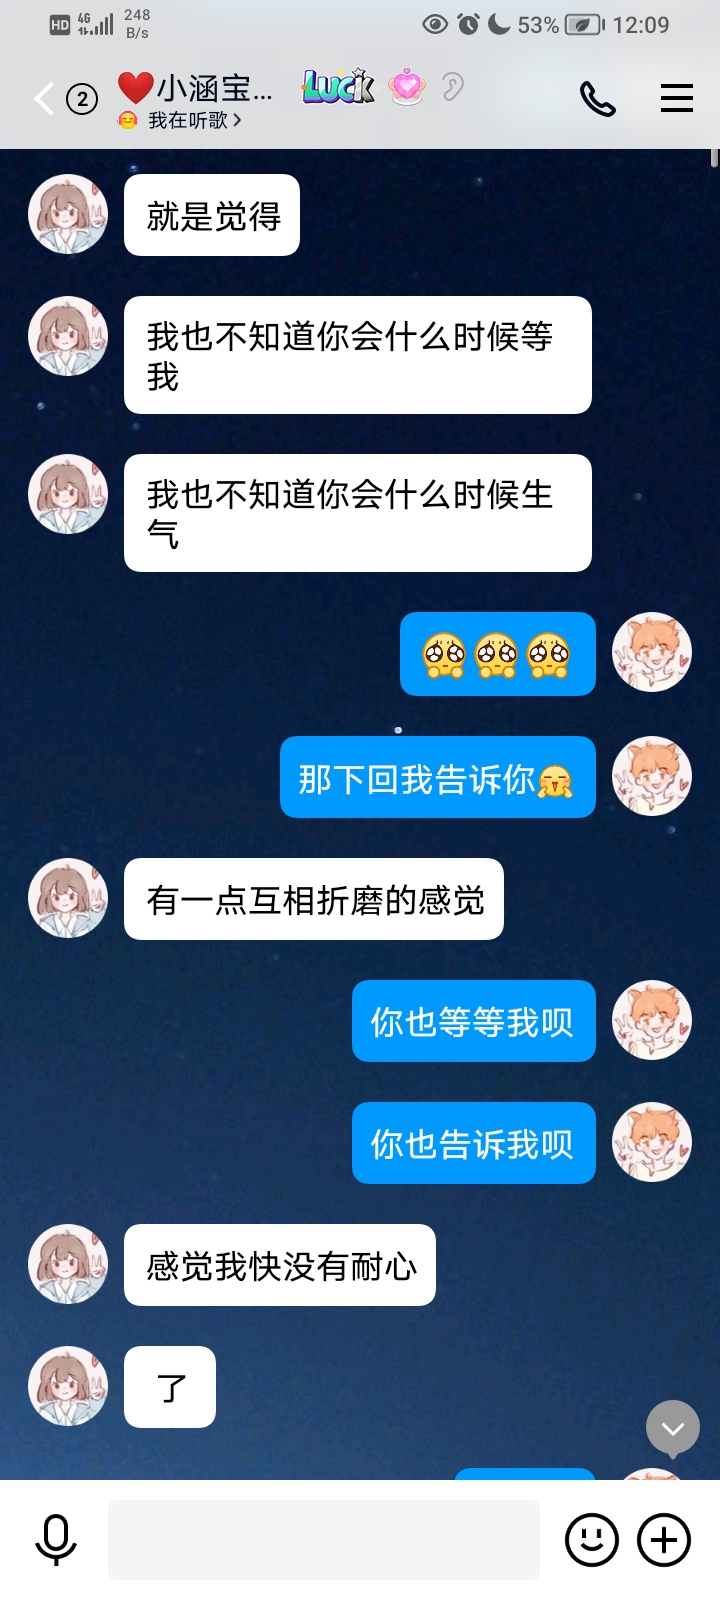 HD 4G 248 B/s 53% 12:09
2 ❤️小涵宝... LUCK
我在听歌
就是觉得
我也不知道你会什么时候等
我
我也不知道你会什么时候生
气
🥺🥺🥺
那下回我告诉你🤗
有一点互相折磨的感觉
你也等等我呗
你也告诉我呗
感觉我快没有耐心
了